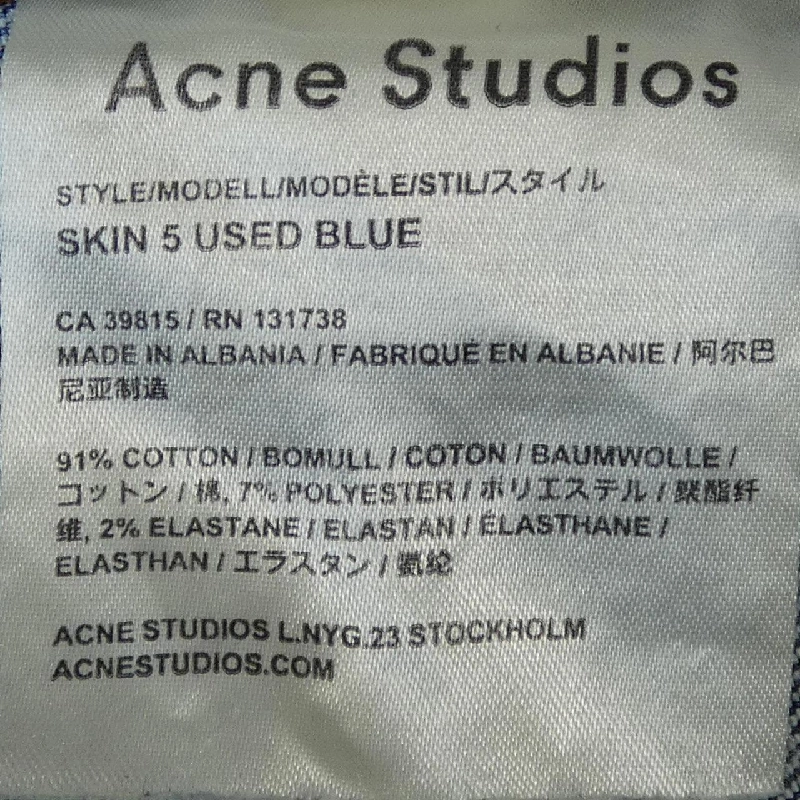 Acne Studios
STYLE/MODELL/MODÈLE/STIL/スタイル
SKIN 5 USED BLUE
CA 39815 / RN 131738
MADE IN ALBANIA / FABRIQUÉ EN ALBANIE / 阿尔巴
尼亚制造
91% COTTON / BOMULL / COTON / BAUMWOLLE /
コットン / 棉, 7% POLYESTER / ポリエステル / 聚酯纤
维, 2% ELASTANE / ELASTAN / ÉLASTHANE /
ELASTHAN / エラスタン / 氨纶
ACNE STUDIOS L.NYG.23 STOCKHOLM
ACNESTUDIOS.COM